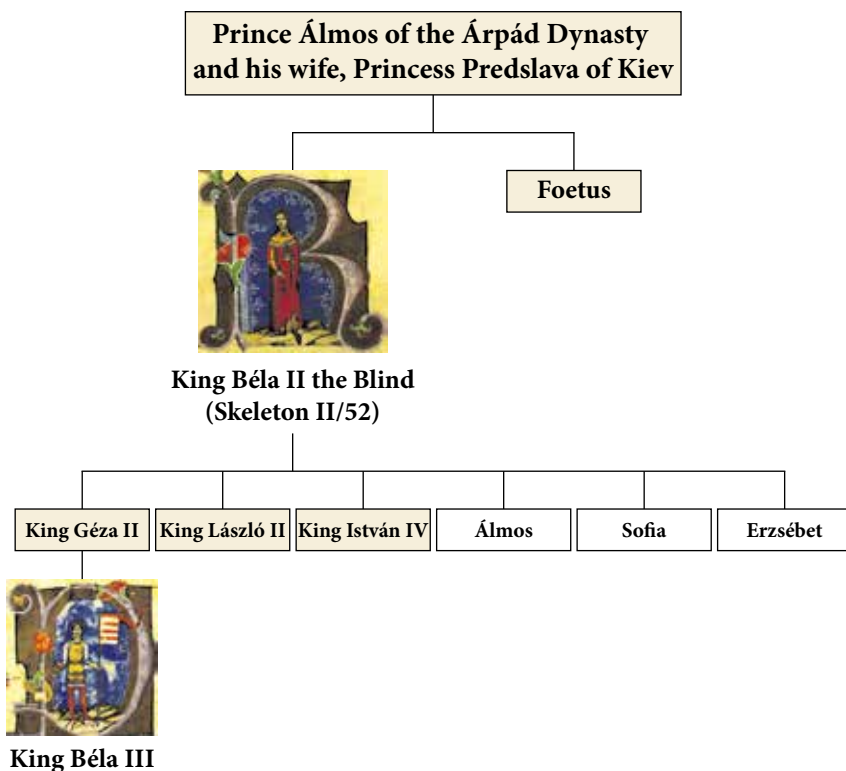 Prince Álmos of the Árpád Dynasty
and his wife, Princess Predslava of Kiev
Foetus
King Béla II the Blind
(Skeleton II/52)
King Géza II
King László II
King István IV
Álmos
Sofia
Erzsébet
King Béla III